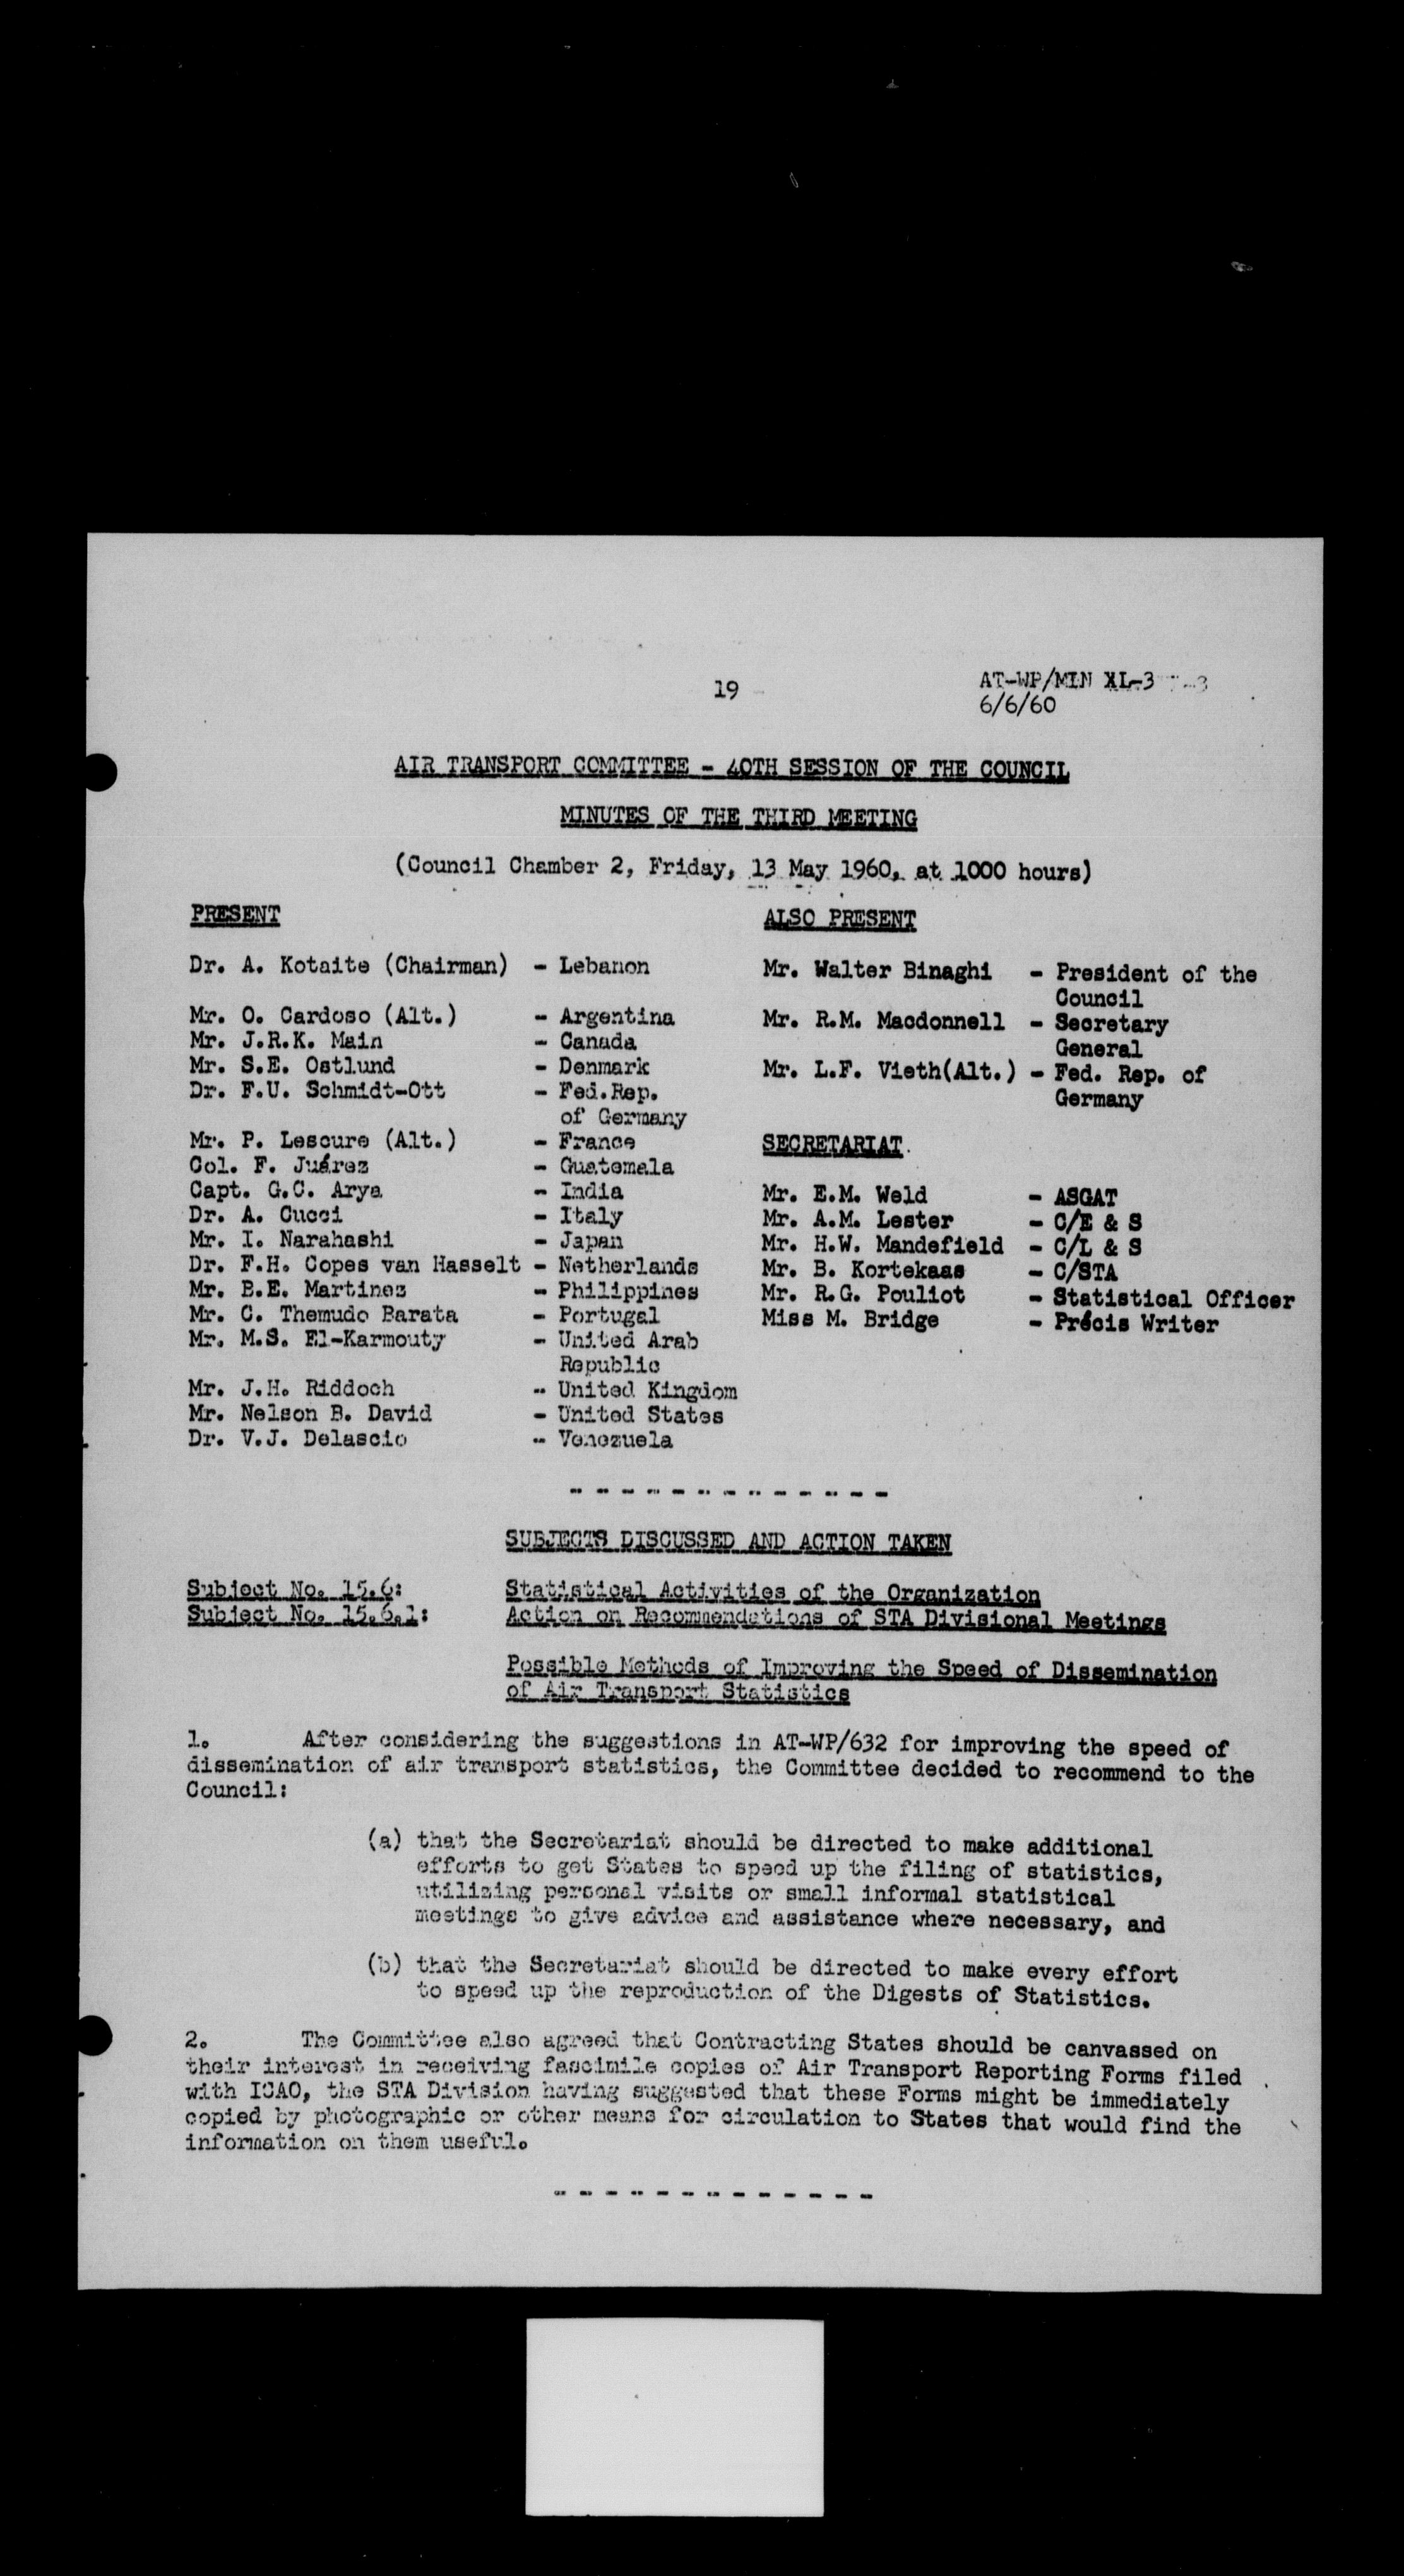 19
AT-WP/MIN XL-3
6/6/60
AIR TRANSPORT COMMITTEE - 40TH SESSION OF THE COUNCIL
MINUTES OF THE THIRD MEETING
(Council Chamber 2, Friday, 13 May 1960, at 1000 hours)
PRESENT
Dr. A. Kotaite (Chairman) - Lebanon
Mr. O. Cardoso (Alt.) - Argentina
Mr. J.R.K. Main - Canada
Mr. S.E. Ostlund - Denmark
Dr. F.U. Schmidt-Ott - Fed.Rep.
of Germany
Mr. P. Lescure (Alt.) - France
Col. F. Juárez - Guatemala
Capt. G.C. Arya - India
Dr. A. Cucci - Italy
Mr. I. Narahashi - Japan
Dr. F.H. Copes van Hasselt - Netherlands
Mr. B.E. Martinez - Philippines
Mr. C. Themudo Barata - Portugal
Mr. M.S. El-Karmouty - United Arab
Republic
Mr. J.H. Riddoch - United Kingdom
Mr. Nelson B. David - United States
Dr. V.J. Delascio - Venezuela
ALSO PRESENT
Mr. Walter Binaghi - President of the
Council
Mr. R.M. Macdonnell - Secretary
General
Mr. L.F. Vieth(Alt.) - Fed. Rep. of
Germany
SECRETARIAT
Mr. E.M. Weld - ASGAT
Mr. A.M. Lester - C/E & S
Mr. H.W. Mandefield - C/L & S
Mr. B. Kortekaas - C/STA
Mr. R.G. Pouliot - Statistical Officer
Miss M. Bridge - Précis Writer
- - - - - - - - - - - - -
SUBJECTS DISCUSSED AND ACTION TAKEN
Subject No. 15.6: Statistical Activities of the Organization
Subject No. 15.6.1: Action on Recommendations of STA Divisional Meetings
Possible Methods of Improving the Speed of Dissemination
of Air Transport Statistics
1. After considering the suggestions in AT-WP/632 for improving the speed of
dissemination of air transport statistics, the Committee decided to recommend to the
Council:
(a) that the Secretariat should be directed to make additional
efforts to get States to speed up the filing of statistics,
utilizing personal visits or small informal statistical
meetings to give advice and assistance where necessary, and
(b) that the Secretariat should be directed to make every effort
to speed up the reproduction of the Digests of Statistics.
2. The Committee also agreed that Contracting States should be canvassed on
their interest in receiving fascimile copies of Air Transport Reporting Forms filed
with ICAO, the STA Division having suggested that these Forms might be immediately
copied by photographic or other means for circulation to States that would find the
information on them useful.
- - - - - - - - - - - - -